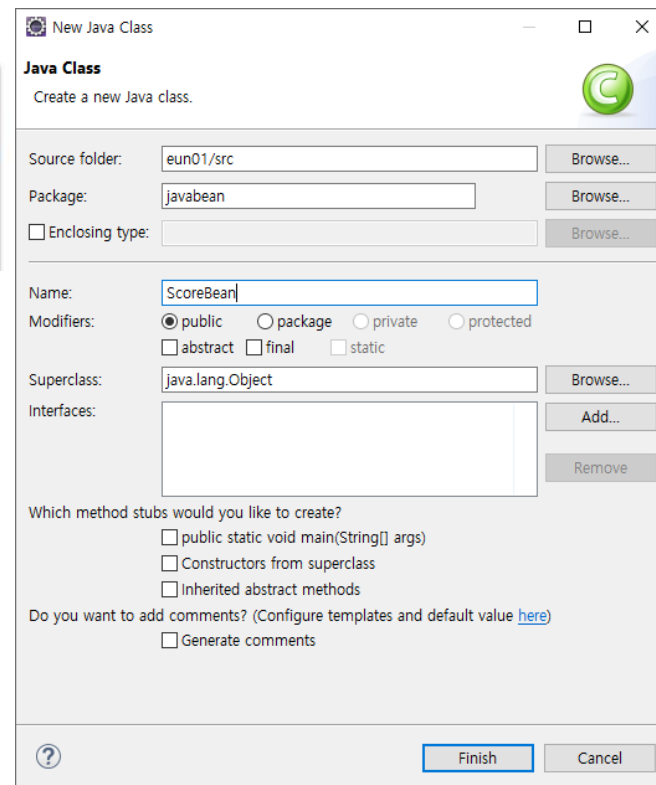 New Java Class
Java Class
Create a new Java class.
Source folder: eun01/src Browse...
Package: javabean Browse...
Enclosing type: Browse...
Name: ScoreBean
Modifiers: public package private protected
abstract final static
Superclass: java.lang.Object Browse...
Interfaces: Add...
Remove
Which method stubs would you like to create?
public static void main(String[] args)
Constructors from superclass
Inherited abstract methods
Do you want to add comments? (Configure templates and default value here)
Generate comments
? Finish Cancel